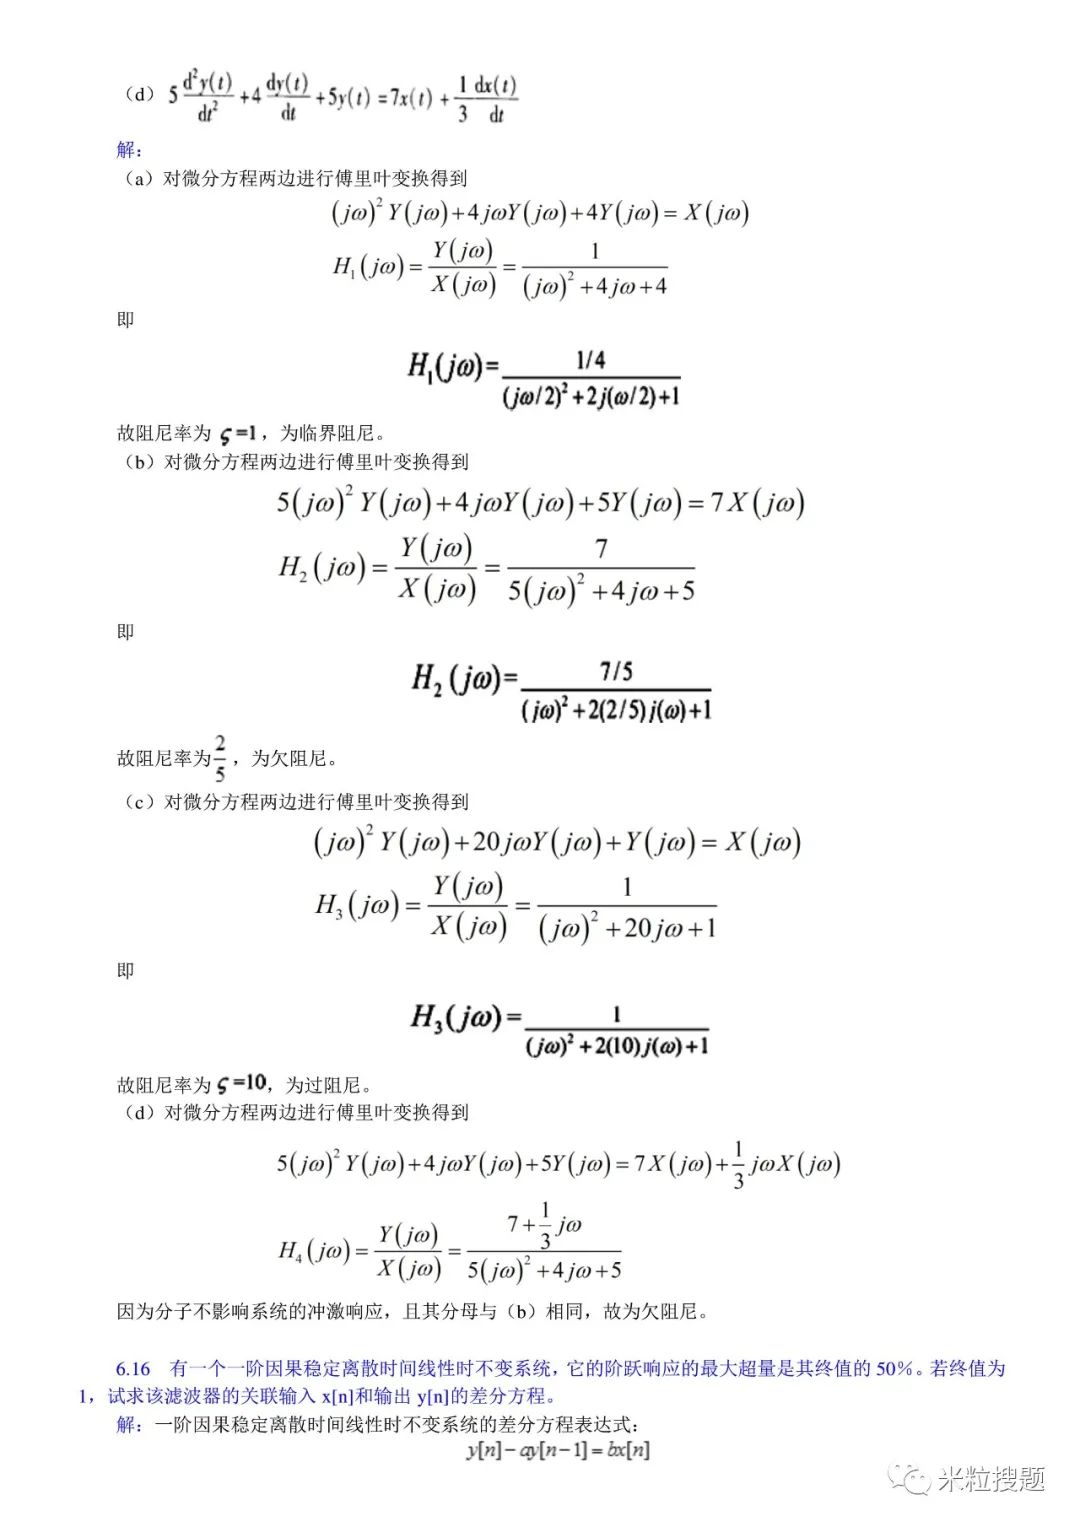 （d） 5 d²y(t)/dt² +4 dy(t)/dt +5y(t) =7x(t) + 1/3 dx(t)/dt
解:
（a）对微分方程两边进行傅里叶变换得到
(jω)² Y(jω)+4jωY(jω)+4Y(jω)= X(jω)
H₁(jω)= Y(jω)/X(jω) = 1/((jω)²+4jω+4)
即
H₁(jω)= (1/4)/((jω/2)²+2j(ω/2)+1)
故阻尼率为 ς=1，为临界阻尼。
（b）对微分方程两边进行傅里叶变换得到
5(jω)² Y(jω)+4jωY(jω)+5Y(jω)= 7X(jω)
H₂(jω)= Y(jω)/X(jω) = 7/(5(jω)²+4jω+5)
即
H₂(jω)= (7/5)/((jω)²+2(2/5)j(ω)+1)
故阻尼率为 2/5 ，为欠阻尼。
（c）对微分方程两边进行傅里叶变换得到
(jω)² Y(jω)+20jωY(jω)+Y(jω)= X(jω)
H₃(jω)= Y(jω)/X(jω) = 1/((jω)²+20jω+1)
即
H₃(jω)= 1/((jω)²+2(10)j(ω)+1)
故阻尼率为 ς=10，为过阻尼。
（d）对微分方程两边进行傅里叶变换得到
5(jω)² Y(jω)+4jωY(jω)+5Y(jω)= 7X(jω)+ 1/3 jωX(jω)
H₄(jω)= Y(jω)/X(jω) = (7+ 1/3 jω)/(5(jω)²+4jω+5)
因为分子不影响系统的冲激响应，且其分母与（b）相同，故为欠阻尼。
6.16 有一个一阶因果稳定离散时间线性时不变系统，它的阶跃响应的最大超量是其终值的 50%。若终值为
1，试求该滤波器的关联输入 x[n]和输出 y[n]的差分方程。
解：一阶因果稳定离散时间线性时不变系统的差分方程表达式:
y[n]−ay[n−1]=bx[n]
米粒搜题